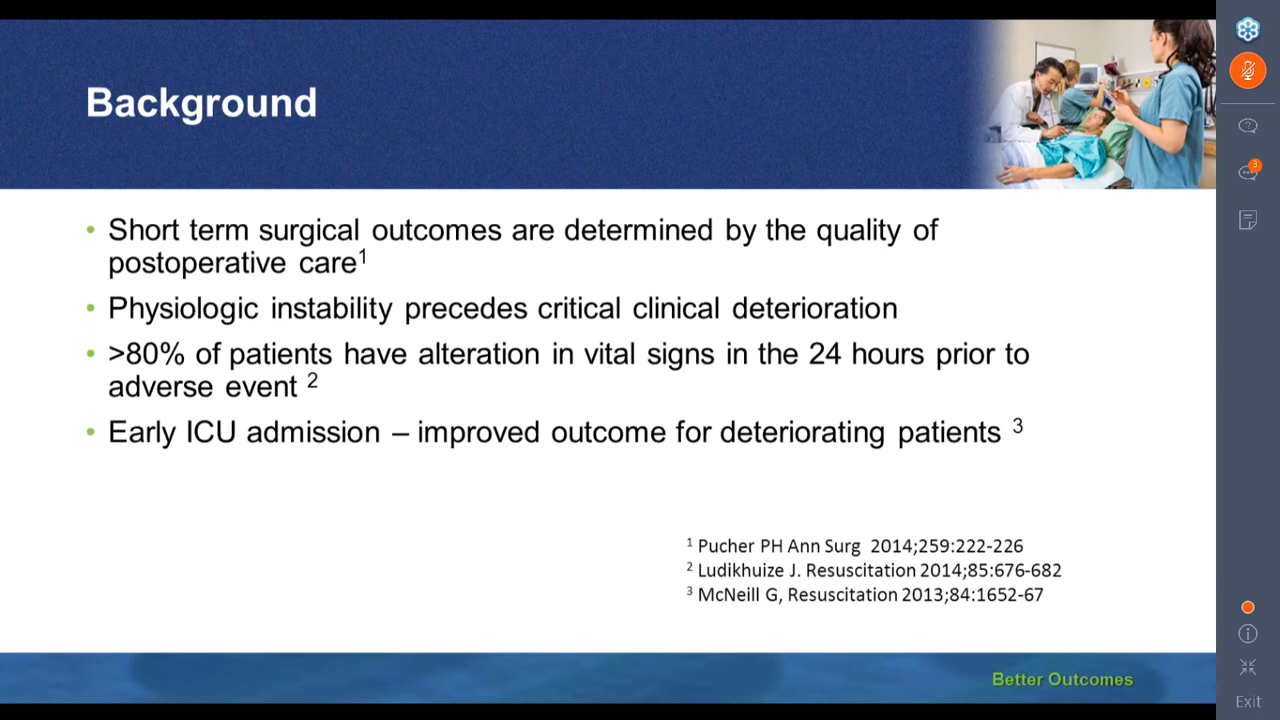 Background
• Short term surgical outcomes are determined by the quality of
postoperative care¹
• Physiologic instability precedes critical clinical deterioration
• >80% of patients have alteration in vital signs in the 24 hours prior to
adverse event ²
• Early ICU admission – improved outcome for deteriorating patients ³
¹ Pucher PH Ann Surg 2014;259:222-226
² Ludikhuize J. Resuscitation 2014;85:676-682
³ McNeill G, Resuscitation 2013;84:1652-67
Better Outcomes
3
Exit